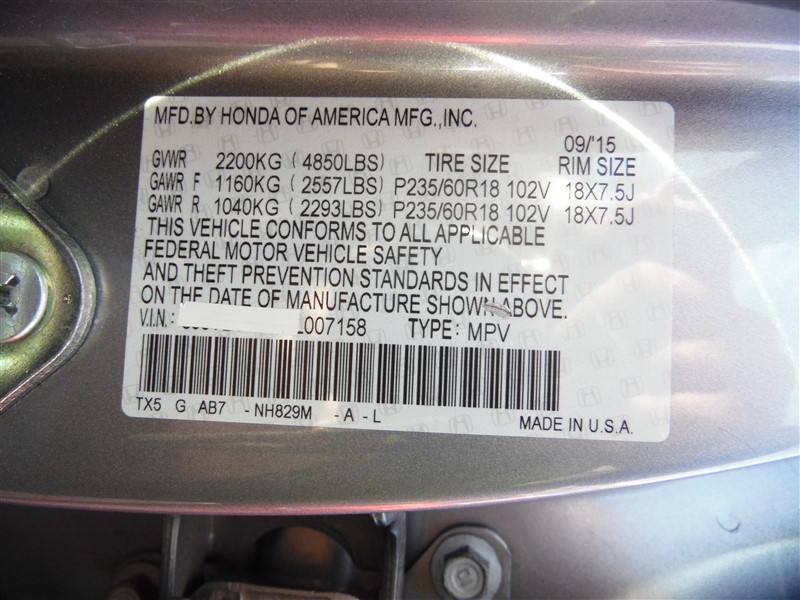 MFD.BY HONDA OF AMERICA MFG.,INC.
09/'15
GVWR 2200KG (4850LBS) TIRE SIZE RIM SIZE
GAWR F 1160KG (2557LBS) P235/60R18 102V 18X7.5J
GAWR R 1040KG (2293LBS) P235/60R18 102V 18X7.5J
THIS VEHICLE CONFORMS TO ALL APPLICABLE
FEDERAL MOTOR VEHICLE SAFETY
AND THEFT PREVENTION STANDARDS IN EFFECT
ON THE DATE OF MANUFACTURE SHOWN ABOVE.
V.I.N.: L007158 TYPE: MPV
TX5 G AB7 -NH829M -A-L
MADE IN U.S.A.